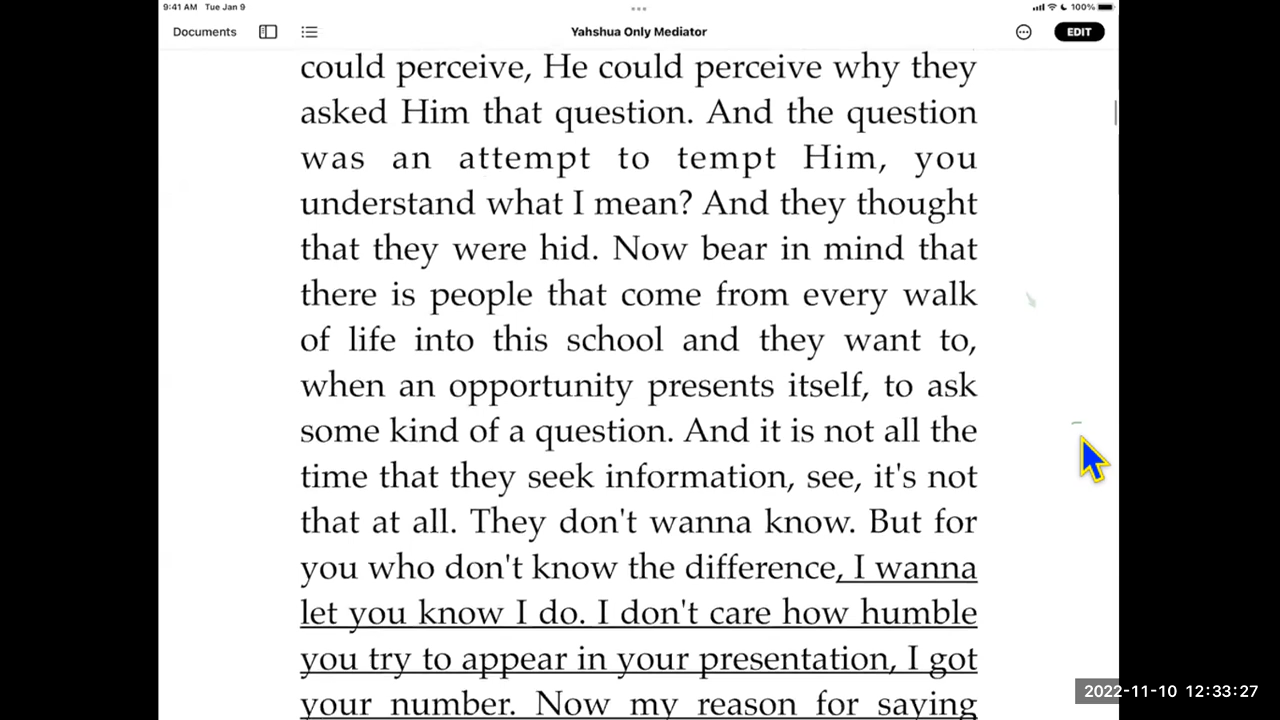 9:41 AM Tue Jan 9
100%
Documents
Yahshua Only Mediator
EDIT
could perceive, He could perceive why they
asked Him that question. And the question
was an attempt to tempt Him, you
understand what I mean? And they thought
that they were hid. Now bear in mind that
there is people that come from every walk
of life into this school and they want to,
when an opportunity presents itself, to ask
some kind of a question. And it is not all the
time that they seek information, see, it's not
that at all. They don't wanna know. But for
you who don't know the difference, I wanna
let you know I do. I don't care how humble
you try to appear in your presentation, I got
your number. Now my reason for saying
2022-11-10 12:33:27